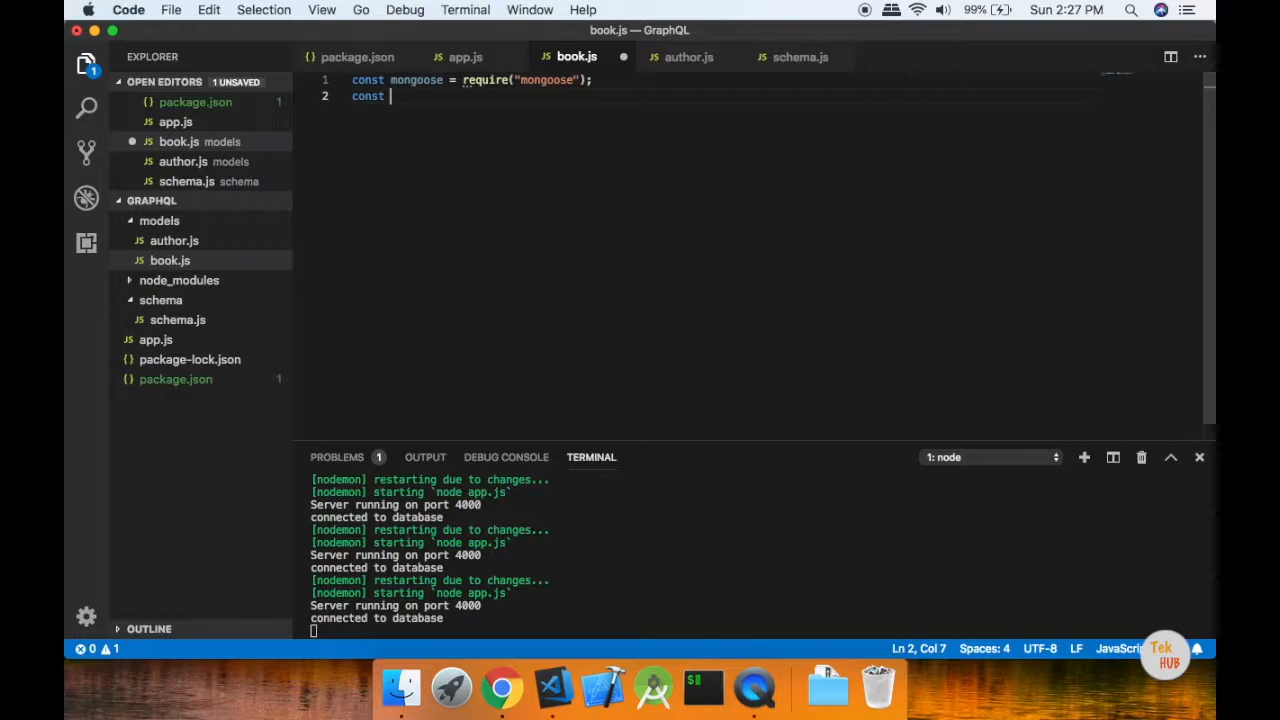 Code File Edit Selection View Go Debug Terminal Window Help 99% Sun 2:27 PM
book.js — GraphQL
EXPLORER
{} package.json
JS app.js
JS book.js
JS author.js
JS schema.js
OPEN EDITORS 1 UNSAVED
{} package.json 1
JS app.js
JS book.js models
JS author.js models
JS schema.js schema
GRAPHQL
models
JS author.js
JS book.js
node_modules
schema
JS schema.js
JS app.js
{} package-lock.json
{} package.json 1
OUTLINE
1
1 const mongoose = require("mongoose");
2 const
PROBLEMS 1 OUTPUT DEBUG CONSOLE TERMINAL 1: node
[nodemon] restarting due to changes...
[nodemon] starting `node app.js`
Server running on port 4000
connected to database
[nodemon] restarting due to changes...
[nodemon] starting `node app.js`
Server running on port 4000
connected to database
[nodemon] restarting due to changes...
[nodemon] starting `node app.js`
Server running on port 4000
connected to database
0 1 Ln 2, Col 7 Spaces: 4 UTF-8 LF JavaScri
Tek
HUB
$